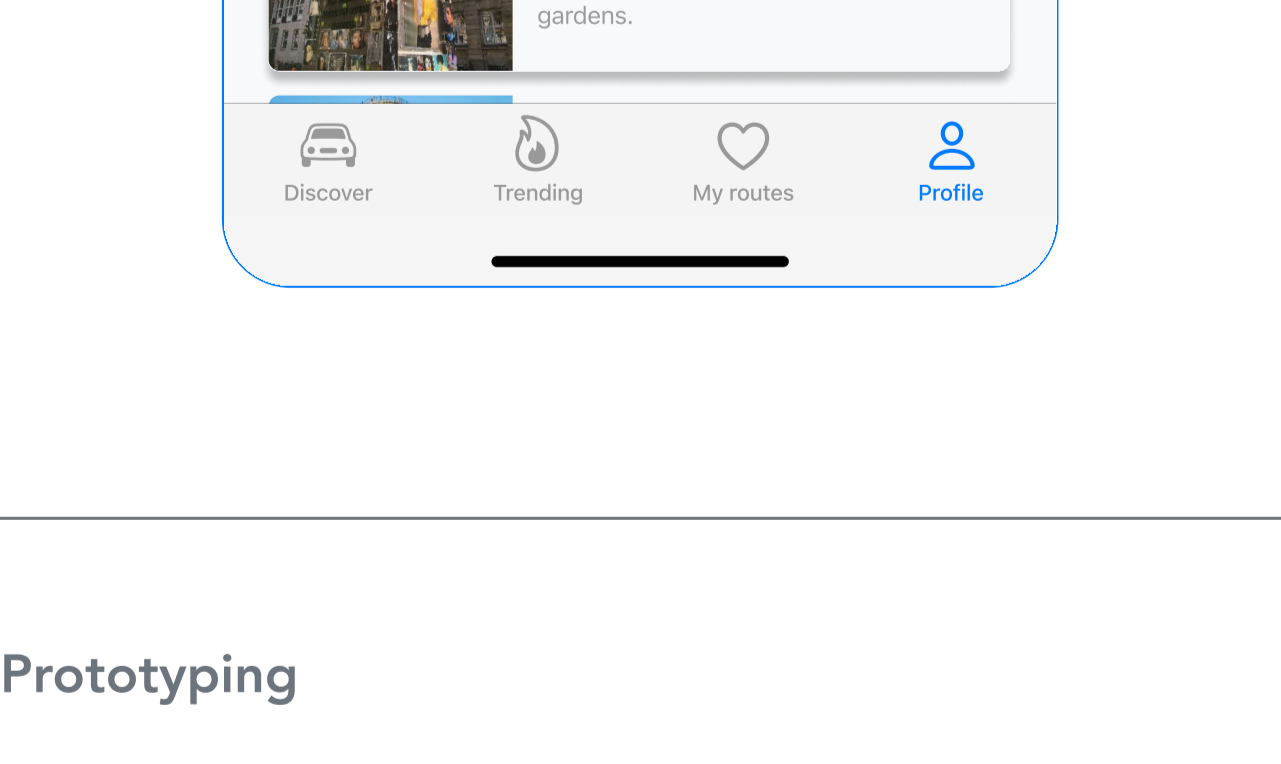 gardens.
Discover
Trending
My routes
Profile
Prototyping